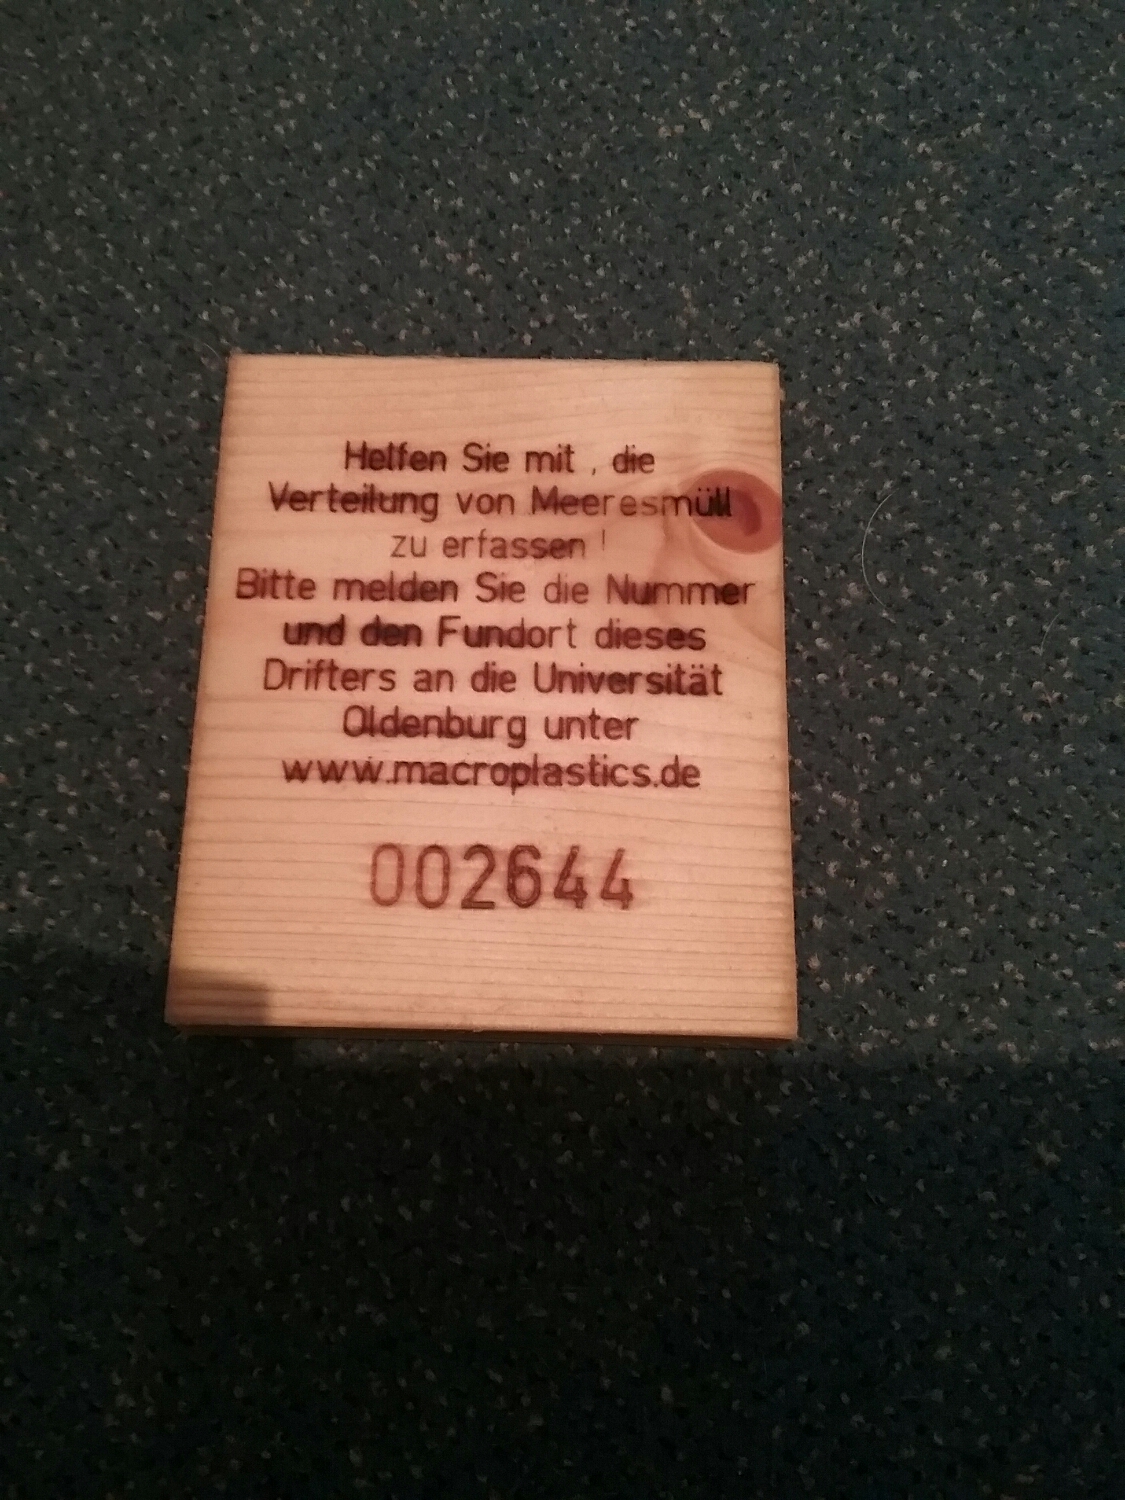 Helfen Sie mit , die
Verteilung von Meeresmüll
zu erfassen !
Bitte melden Sie die Nummer
und den Fundort dieses
Drifters an die Universität
Oldenburg unter
www.macroplastics.de
002644